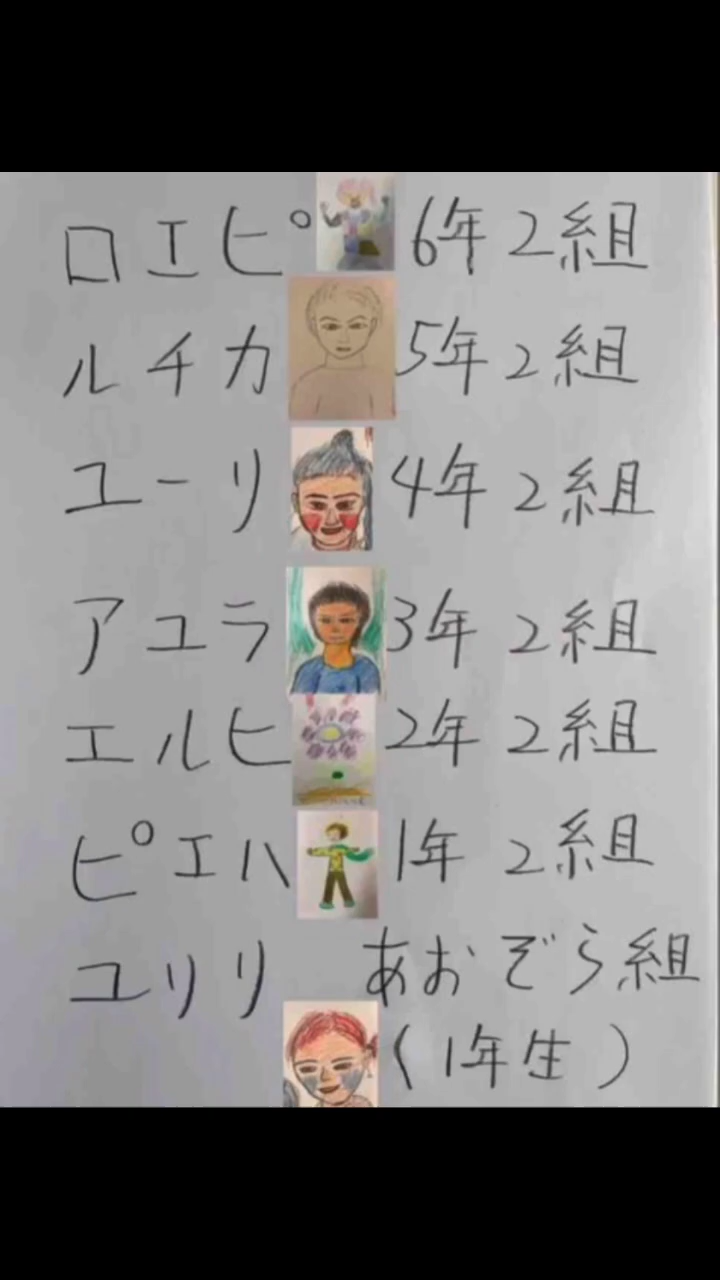 ロエピ 6年2組
ルチカ 5年2組
ユーリ 4年2組
アユラ 3年2組
エルヒ 2年2組
ピエハ 1年2組
ユリリ あおぞら組
(1年生)